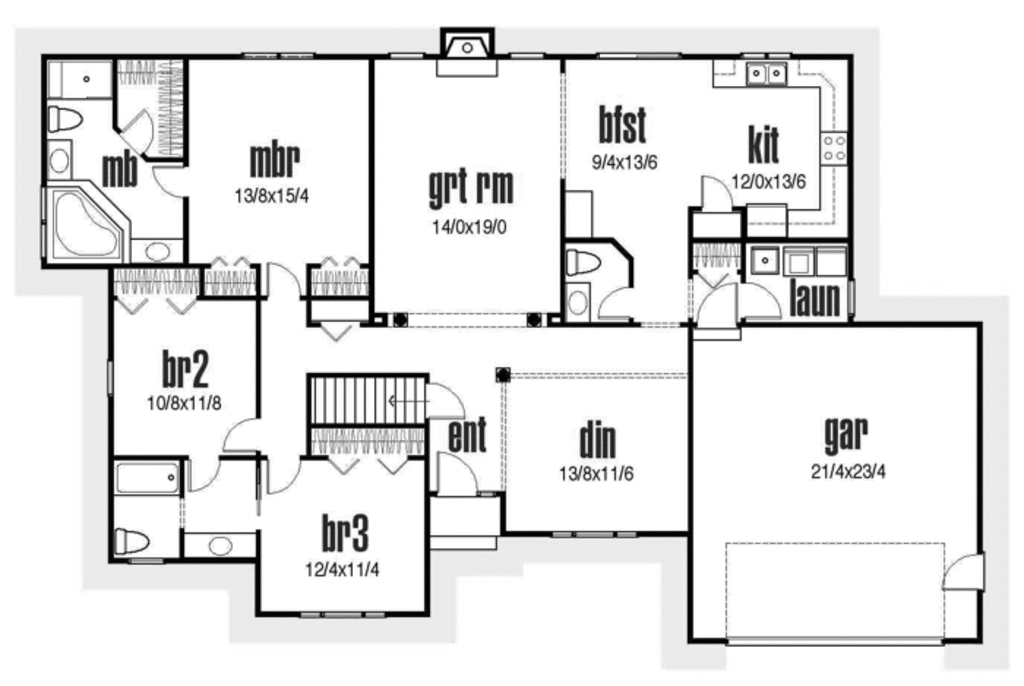 mb
mbr
13/8x15/4
grt rm
14/0x19/0
bfst
9/4x13/6
kit
12/0x13/6
laun
br2
10/8x11/8
ent
din
13/8x11/6
gar
21/4x23/4
br3
12/4x11/4